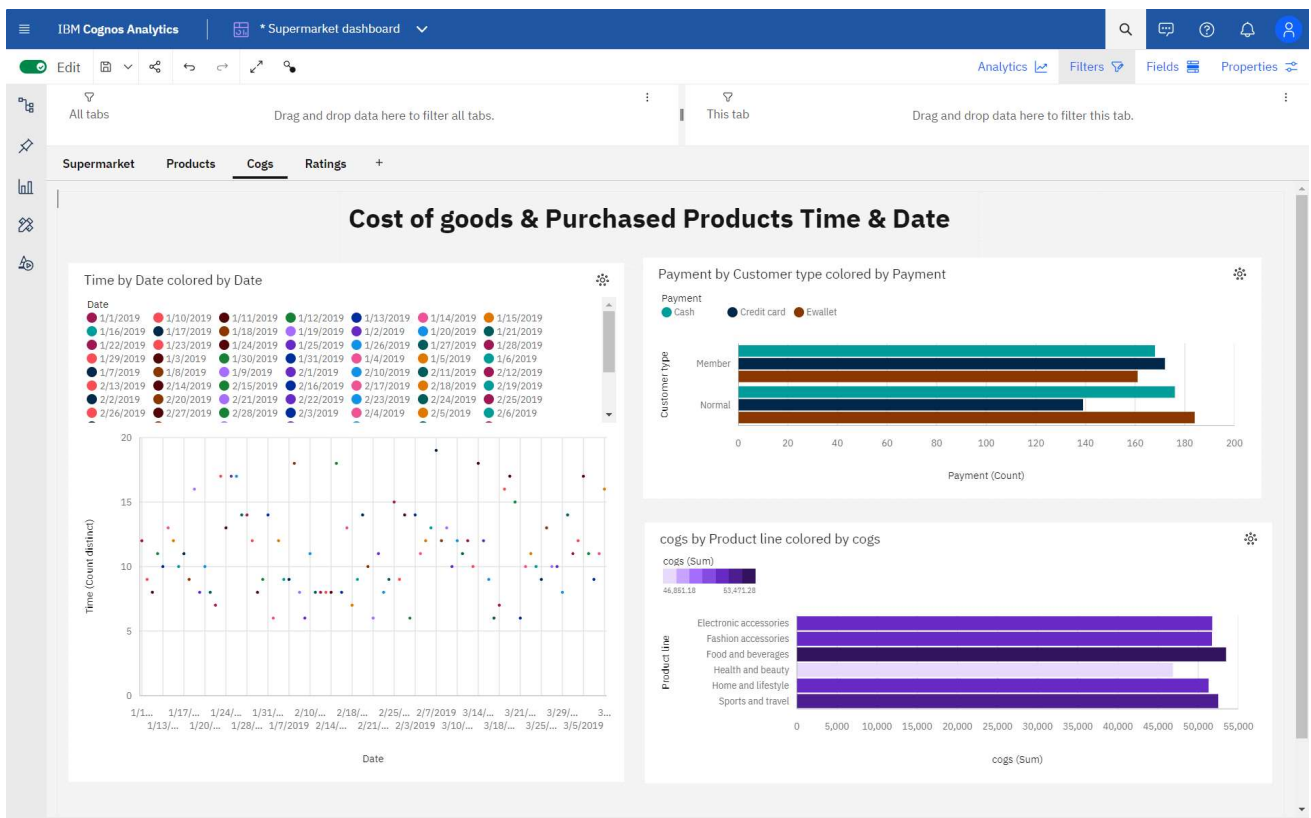 IBM Cognos Analytics * Supermarket dashboard
Edit Analytics Filters Fields Properties
All tabs Drag and drop data here to filter all tabs. This tab Drag and drop data here to filter this tab.
Supermarket Products Cogs Ratings +
Cost of goods & Purchased Products Time & Date
Time by Date colored by Date
Date
1/1/2019 1/10/2019 1/11/2019 1/12/2019 1/13/2019 1/14/2019 1/15/2019
1/16/2019 1/17/2019 1/18/2019 1/19/2019 1/2/2019 1/20/2019 1/21/2019
1/22/2019 1/23/2019 1/24/2019 1/25/2019 1/26/2019 1/27/2019 1/28/2019
1/29/2019 1/3/2019 1/30/2019 1/31/2019 1/4/2019 1/5/2019 1/6/2019
1/7/2019 1/8/2019 1/9/2019 2/1/2019 2/10/2019 2/11/2019 2/12/2019
2/13/2019 2/14/2019 2/15/2019 2/16/2019 2/17/2019 2/18/2019 2/19/2019
2/2/2019 2/20/2019 2/21/2019 2/22/2019 2/23/2019 2/24/2019 2/25/2019
2/26/2019 2/27/2019 2/28/2019 2/3/2019 2/4/2019 2/5/2019 2/6/2019
20
15
10
5
0
Time (Count distinct)
1/1... 1/17/... 1/24/... 1/31/... 2/10/... 2/18/... 2/25/... 2/7/2019 3/14/... 3/21/... 3/29/... 3...
1/13/... 1/20/... 1/28/... 1/7/2019 2/14/... 2/21/... 2/3/2019 3/10/... 3/18/... 3/25/... 3/5/2019
Date
Payment by Customer type colored by Payment
Payment
Cash Credit card Ewallet
Customer type
Member
Normal
0 20 40 60 80 100 120 140 160 180 200
Payment (Count)
cogs by Product line colored by cogs
cogs (Sum)
46,851.18 53,471.28
Product line
Electronic accessories
Fashion accessories
Food and beverages
Health and beauty
Home and lifestyle
Sports and travel
0 5,000 10,000 15,000 20,000 25,000 30,000 35,000 40,000 45,000 50,000 55,000
cogs (Sum)